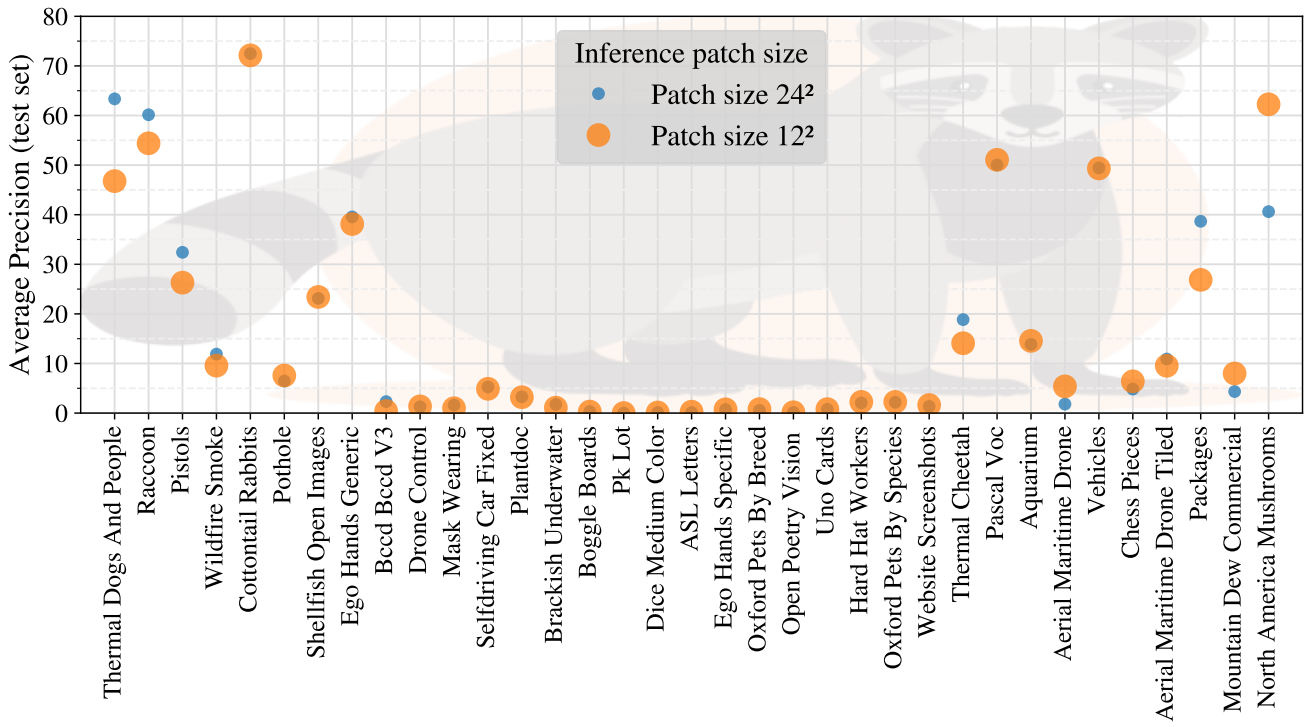 Average Precision (test set)
80
70
60
50
40
30
20
10
0
Inference patch size
Patch size 24²
Patch size 12²
Thermal Dogs And People
Raccoon
Pistols
Wildfire Smoke
Cottontail Rabbits
Pothole
Shellfish Open Images
Ego Hands Generic
Bccd Bccd V3
Drone Control
Mask Wearing
Selfdriving Car Fixed
Plantdoc
Brackish Underwater
Boggle Boards
Pk Lot
Dice Medium Color
ASL Letters
Ego Hands Specific
Oxford Pets By Breed
Open Poetry Vision
Uno Cards
Hard Hat Workers
Oxford Pets By Species
Website Screenshots
Thermal Cheetah
Pascal Voc
Aquarium
Aerial Maritime Drone
Vehicles
Chess Pieces
Aerial Maritime Drone Tiled
Packages
Mountain Dew Commercial
North America Mushrooms